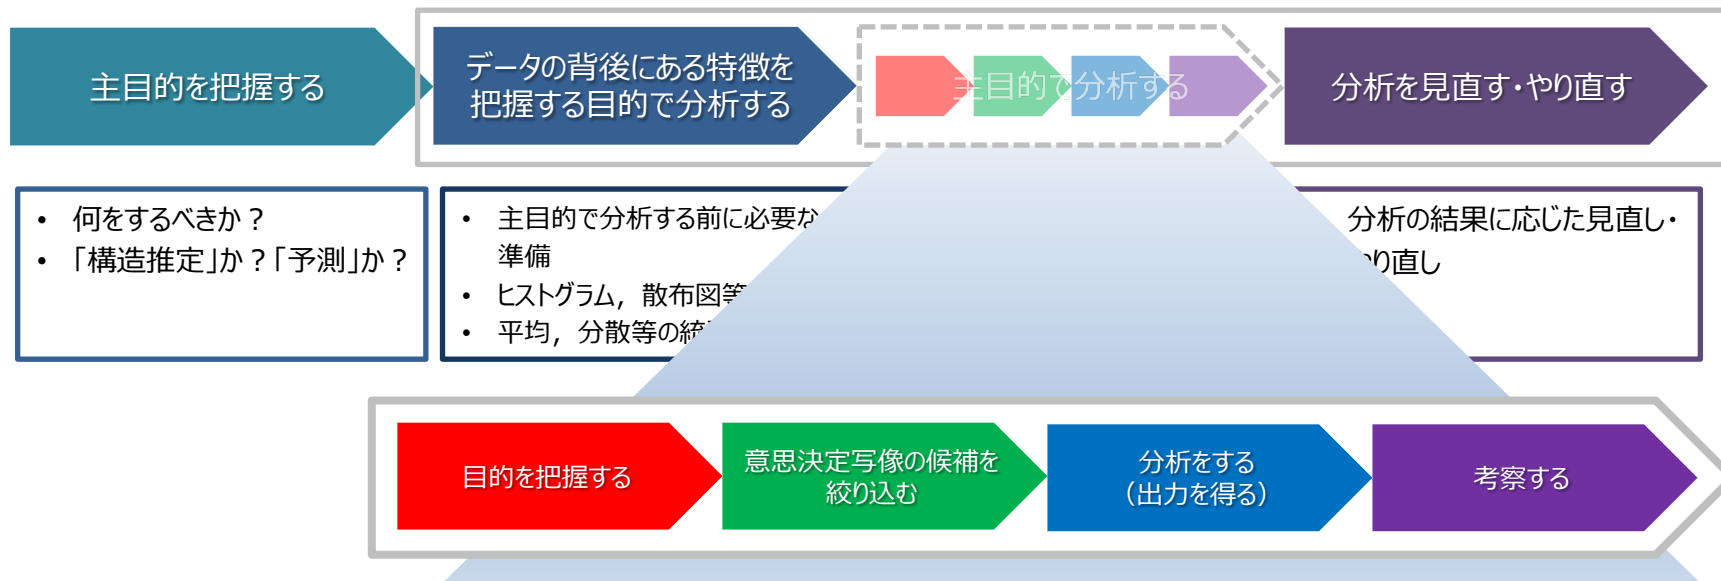 主目的を把握する
データの背後にある特徴を
把握する目的で分析する
主目的で分析する
分析を見直す・やり直す
• 何をするべきか？
• 「構造推定」か？「予測」か？
• 主目的で分析する前に必要な
準備
• ヒストグラム，散布図等
• 平均，分散等の統
分析の結果に応じた見直し・
やり直し
目的を把握する
意思決定写像の候補を
絞り込む
分析をする
（出力を得る）
考察する